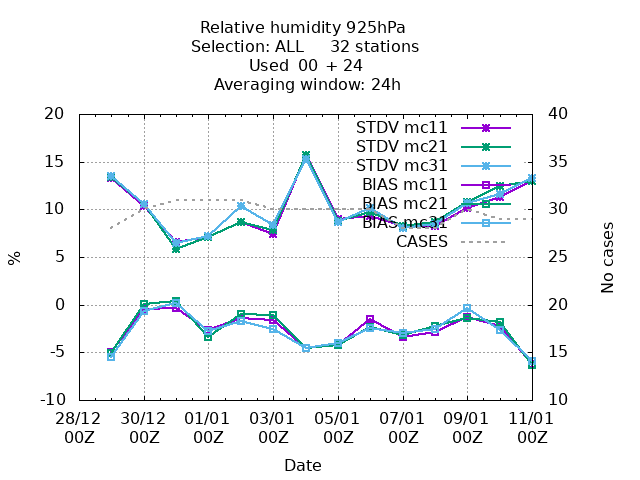 Relative humidity 925hPa
Selection: ALL 32 stations
Used 00 + 24
Averaging window: 24h
20 40
STDV mc11
STDV mc21
15 35
STDV mc31
BIAS mc11
10 30
BIAS mc21
BIAS mc31
CASES
5 25
%
No cases
0 20
-5 15
-10 10
28/12 30/12 01/01 03/01 05/01 07/01 09/01 11/01
00Z 00Z 00Z 00Z 00Z 00Z 00Z 00Z
Date